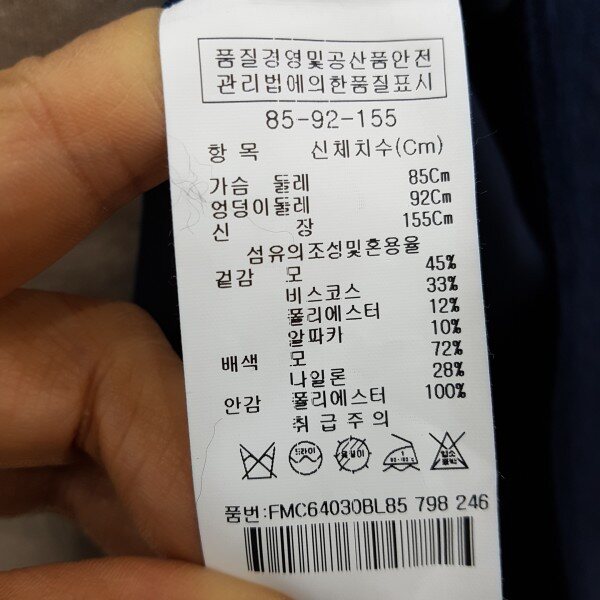 품질경영및공산품안전
관리법에의한품질표시
85-92-155
항 목 신체치수(Cm)
가슴 둘레 85Cm
엉덩이둘레 92Cm
신 장 155Cm
섬유의조성및혼용율
겉감 모 45%
비스코스 33%
폴리에스터 12%
알파카 10%
배색 모 72%
나일론 28%
안감 폴리에스터 100%
취급주의
드라이
품번:FMC64030BL85 798 246